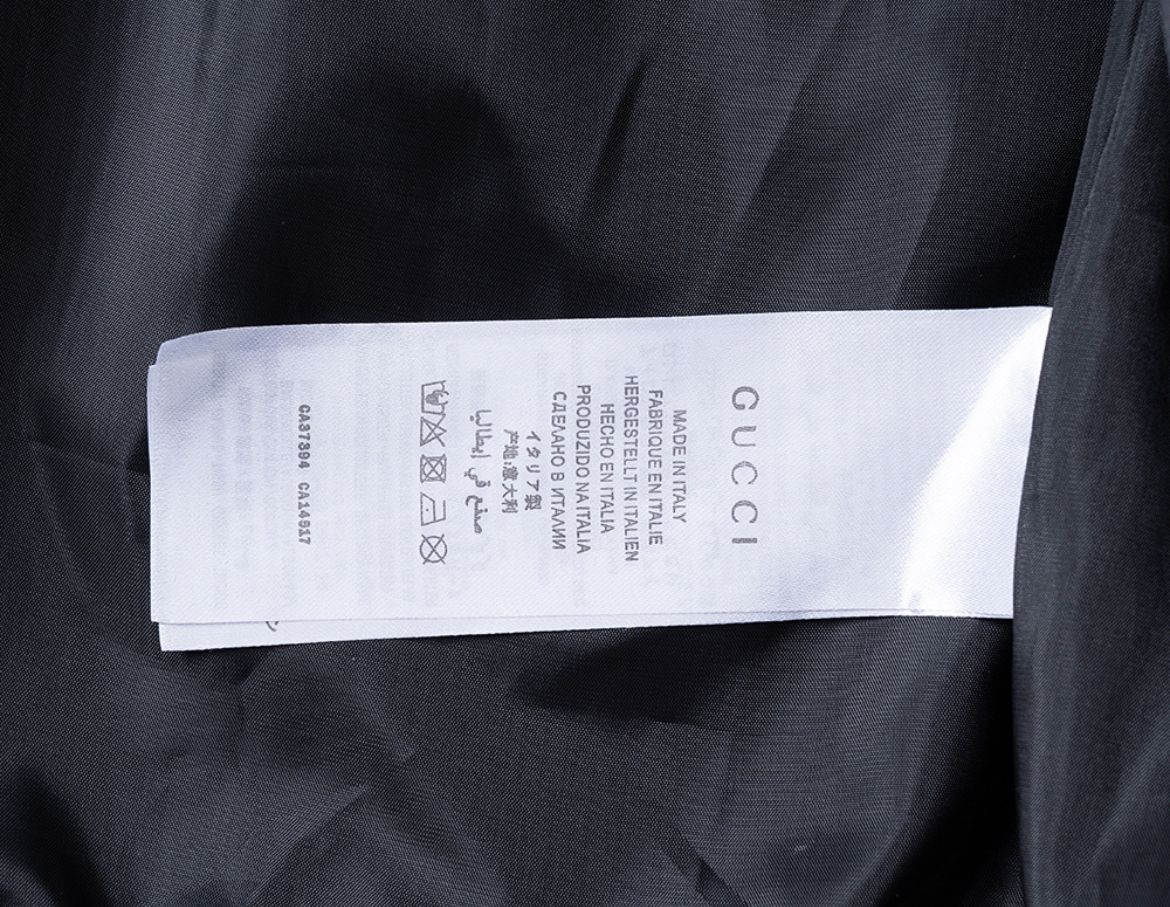 GUCCI
MADE IN ITALY
FABRIQUE EN ITALIE
HERGESTELLT IN ITALIEN
HECHO EN ITALIA
PRODUZIDO NA ITALIA
СДЕЛАНО В ИТАЛИИ
イタリア製
产地:意大利
صنع في إيطاليا
CA37394 CA14517